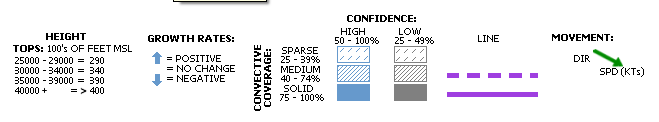 HEIGHT
TOPS: 100'S OF FEET MSL
25000 - 29000 = 290
30000 - 34000 = 340
35000 - 39000 = 390
40000 + = > 400
GROWTH RATES:
= POSITIVE
= NO CHANGE
= NEGATIVE
CONFIDENCE:
HIGH
50 - 100%
LOW
25 - 49%
CONVECTIVE
COVERAGE:
SPARSE
25 - 39%
MEDIUM
40 - 74%
SOLID
75 - 100%
LINE
MOVEMENT:
DIR
SPD (KTs)